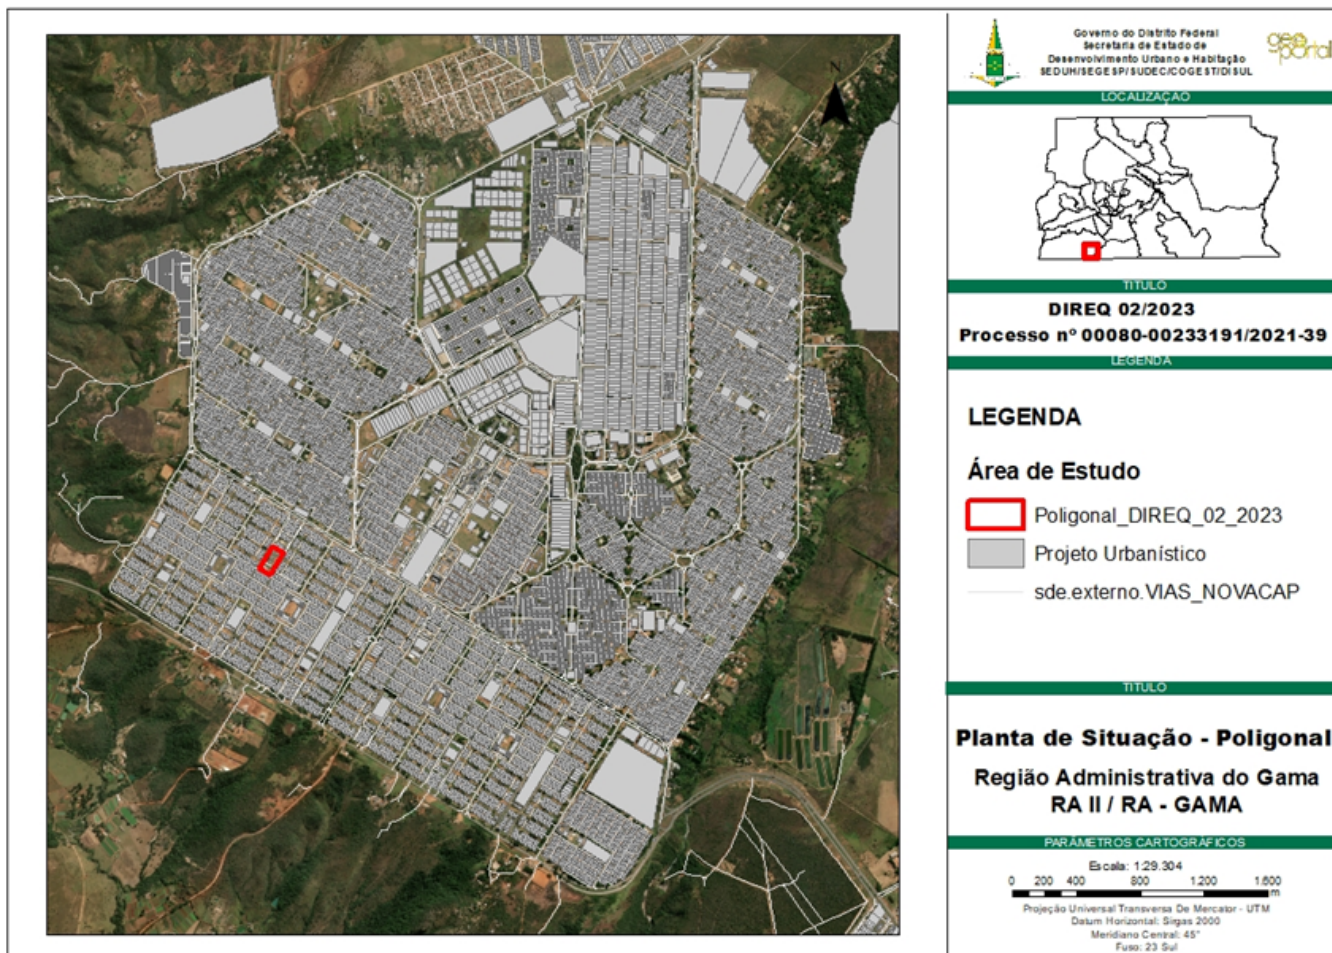 Governo do Distrito Federal
Secretaria de Estado de
Desenvolvimento Urbano e Habitação
SEDUH/SEGESP/SUDEC/COGEST/DISUL
geo
portal
LOCALIZAÇÃO
TITULO
DIREQ 02/2023
Processo nº 00080-00233191/2021-39
LEGENDA
LEGENDA
Área de Estudo
Poligonal_DIREQ_02_2023
Projeto Urbanístico
sde.externo.VIAS_NOVACAP
TITULO
Planta de Situação - Poligonal
Região Administrativa do Gama
RA II / RA - GAMA
PARÂMETROS CARTOGRÁFICOS
Escala: 1:29.304
0 200 400 800 1.200 1.600
m
Projeção Universal Transversa De Mercator - UTM
Datum Horizontal: Sirgas 2000
Meridiano Central: 45°
Fuso: 23 Sul
N